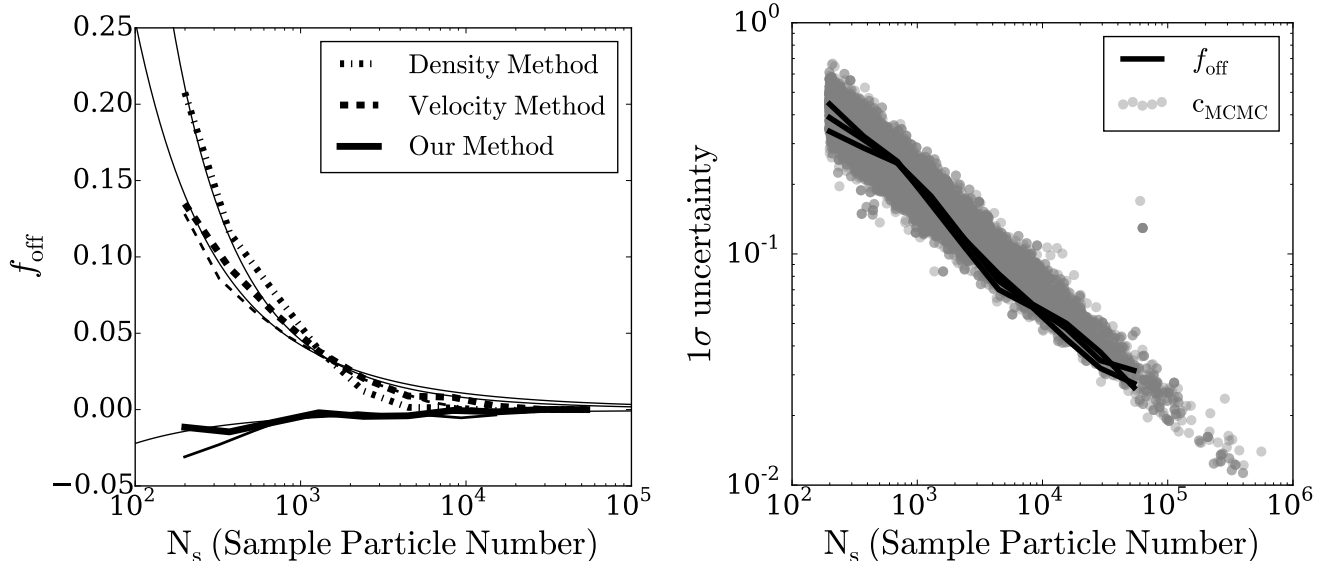 0.25
0.20
0.15
0.10
0.05
0.00
−0.05
f_off
10^2
10^3
10^4
10^5
N_s (Sample Particle Number)
Density Method
Velocity Method
Our Method
10^0
10^-1
10^-2
1σ uncertainty
10^2
10^3
10^4
10^5
10^6
N_s (Sample Particle Number)
f_off
c_MCMC